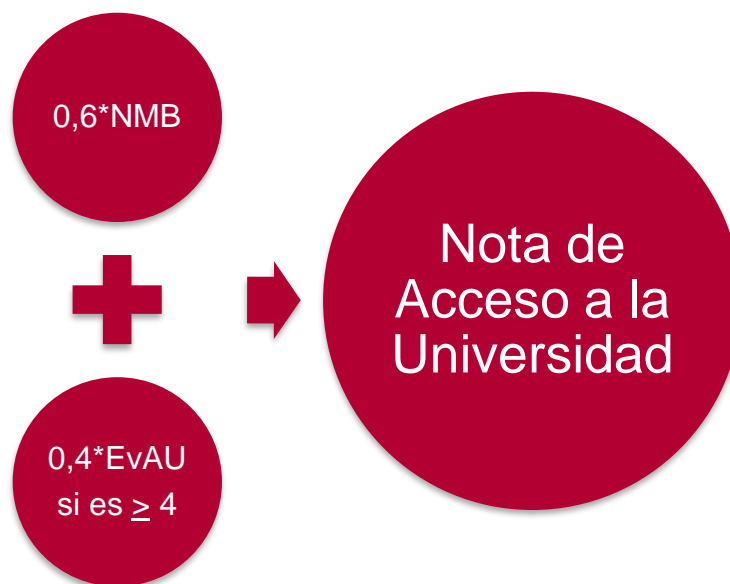 0,6*NMB
0,4*EvAU
si es ≥ 4
Nota de
Acceso a la
Universidad